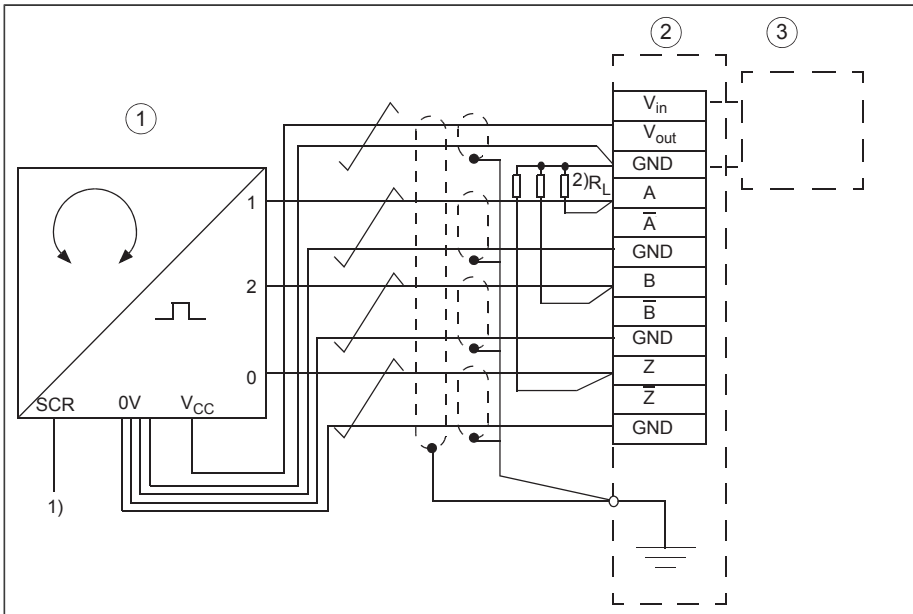 ①
②
③
1
2
0
SCR
0V
V_CC
1)
2)R_L
V_in
V_out
GND
A
A̅
GND
B
B̅
GND
Z
Z̅
GND